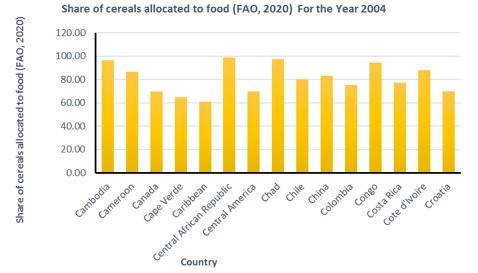 Share of cereals allocated to food (FAO, 2020)  For the Year 2004
Share of cereals allocated to food (FAO, 2020)
120.00
100.00
80.00
60.00
40.00
20.00
0.00
Cambodia
Cameroon
Canada
Cape Verde
Caribbean
Central African Republic
Central America
Chad
Chile
China
Colombia
Congo
Costa Rica
Cote d'Ivoire
Croatia
Country